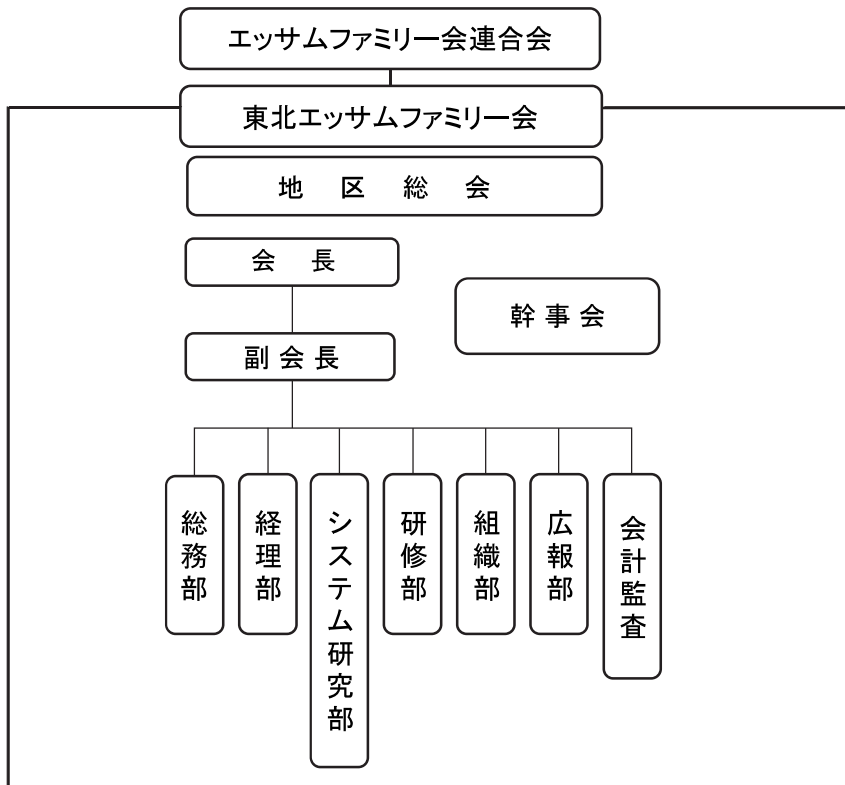 エッサムファミリー会連合会
東北エッサムファミリー会
地　区　総　会
会　長
幹 事 会
副 会 長
総務部
経理部
システム研究部
研修部
組織部
広報部
会計監査